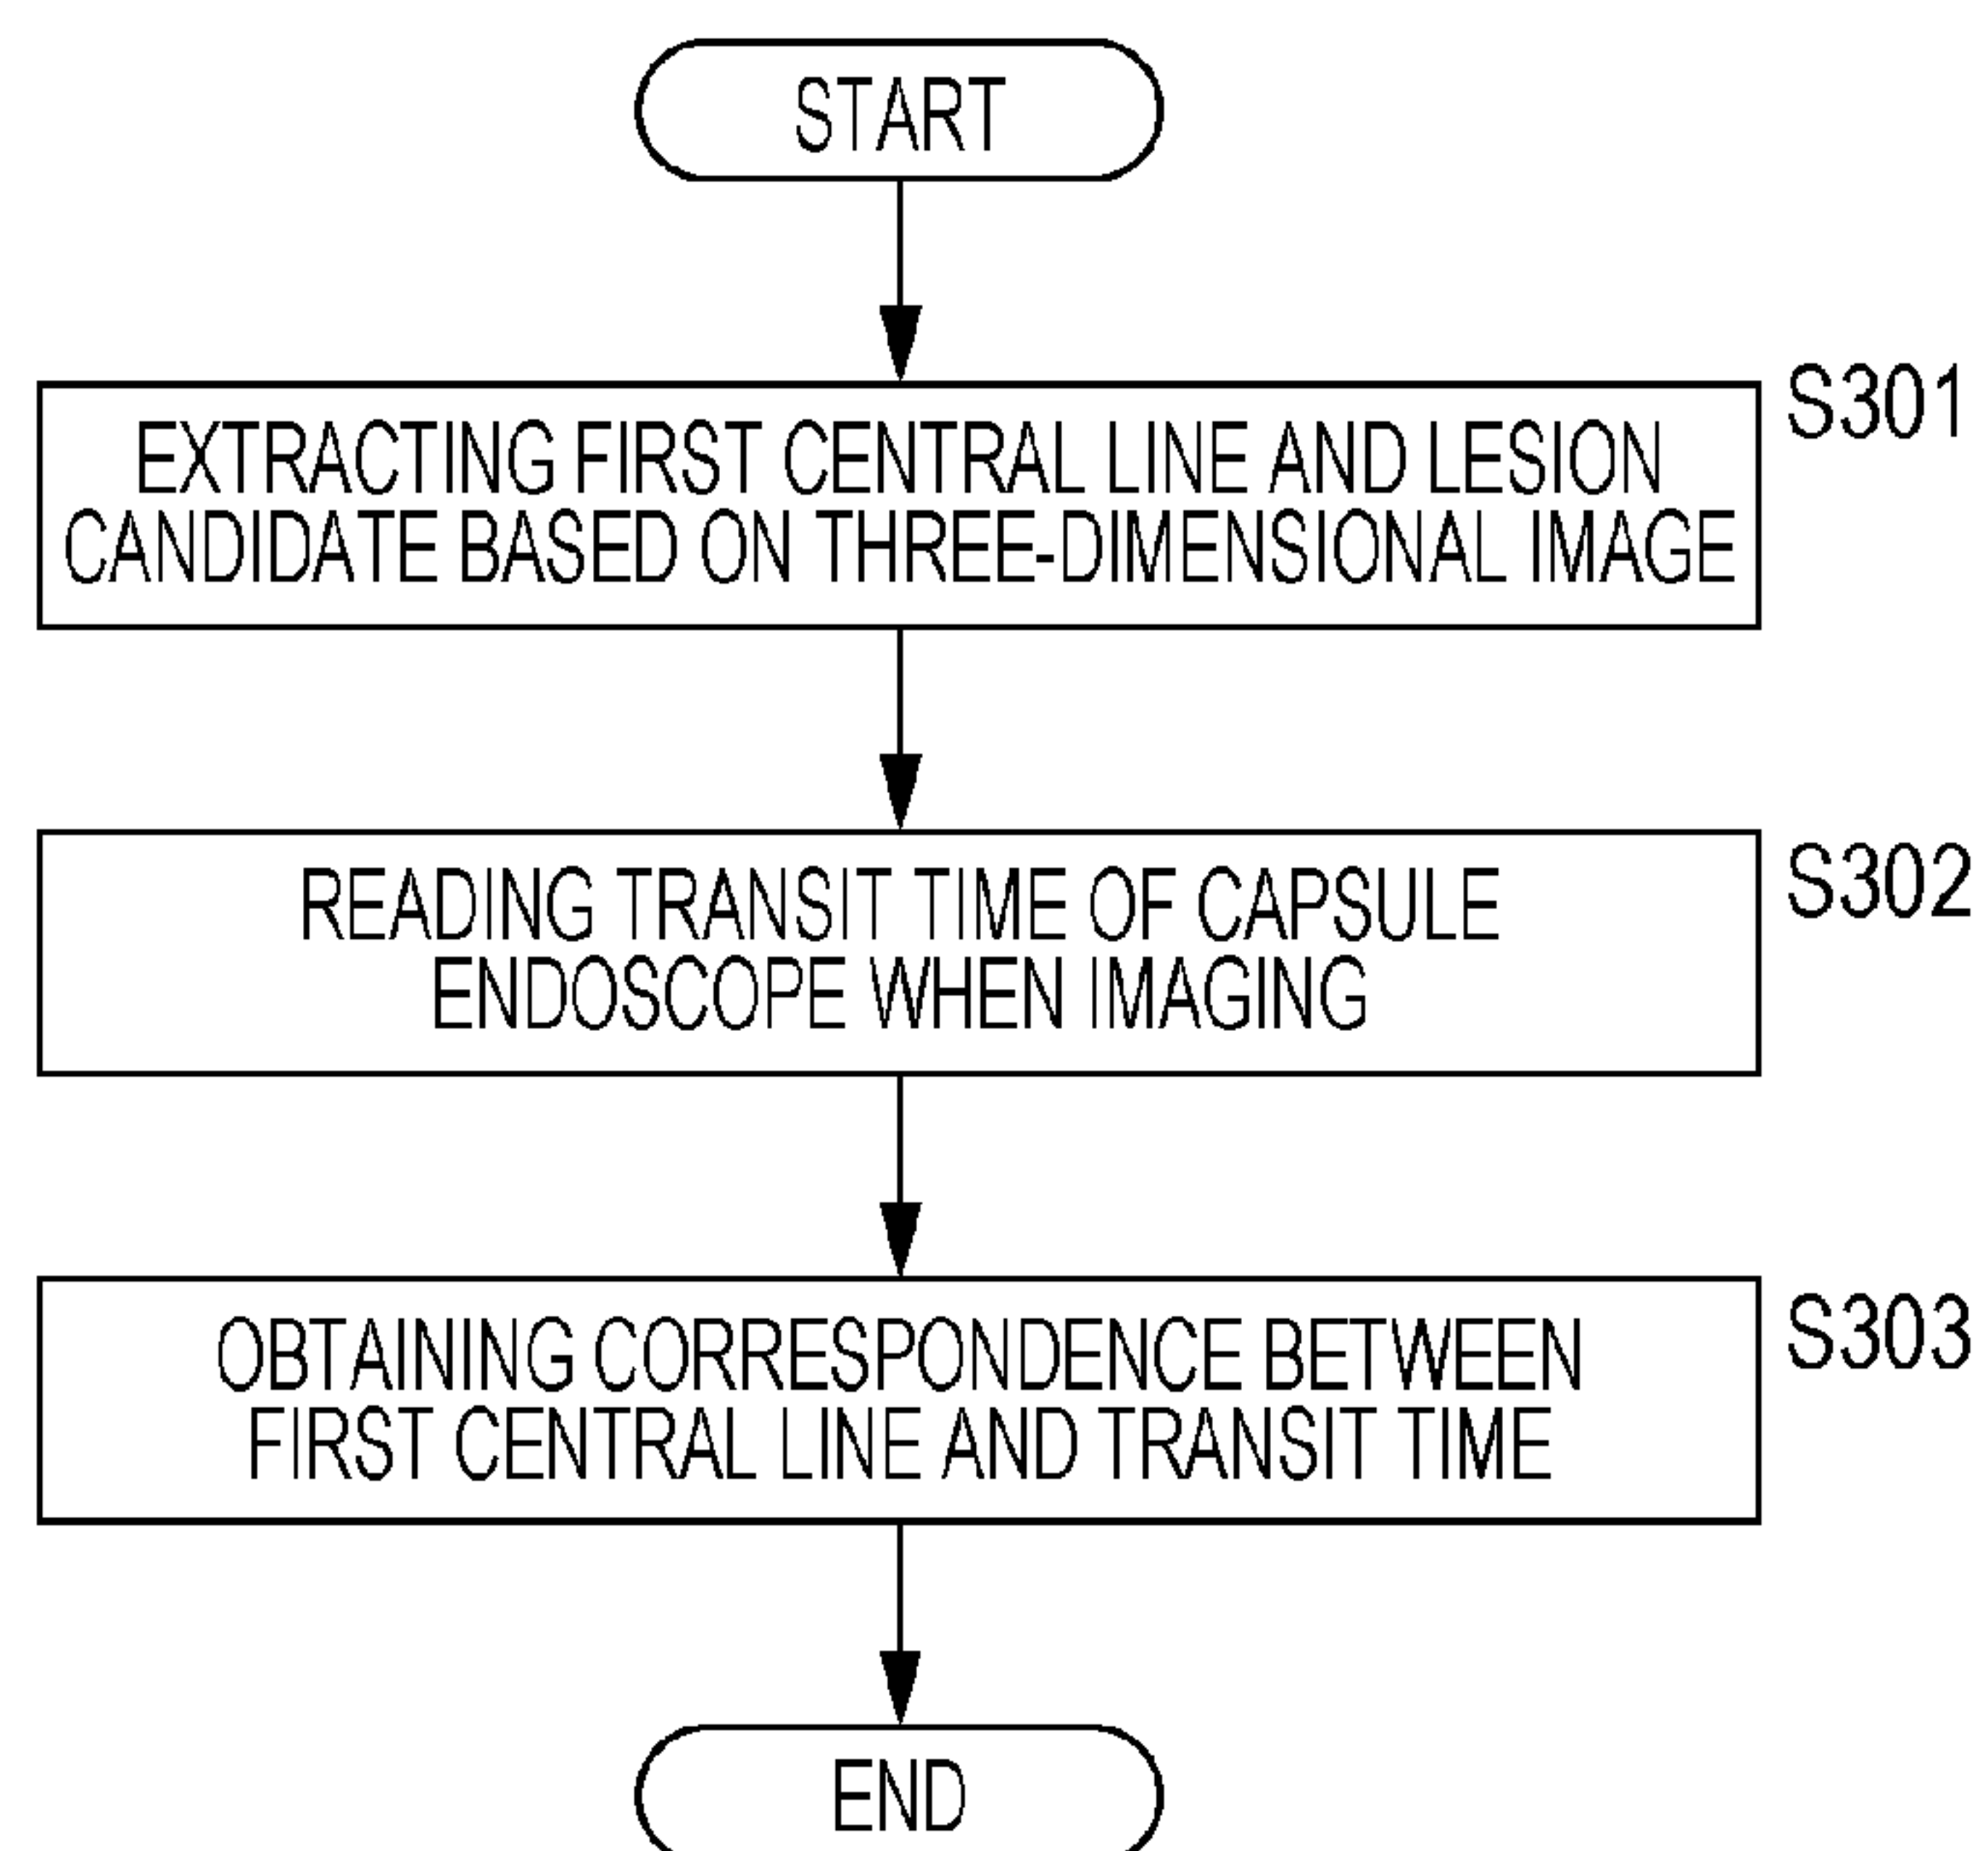 START
S301
EXTRACTING FIRST CENTRAL LINE AND LESION
CANDIDATE BASED ON THREE-DIMENSIONAL IMAGE
S302
READING TRANSIT TIME OF CAPSULE
ENDOSCOPE WHEN IMAGING
S303
OBTAINING CORRESPONDENCE BETWEEN
FIRST CENTRAL LINE AND TRANSIT TIME
END